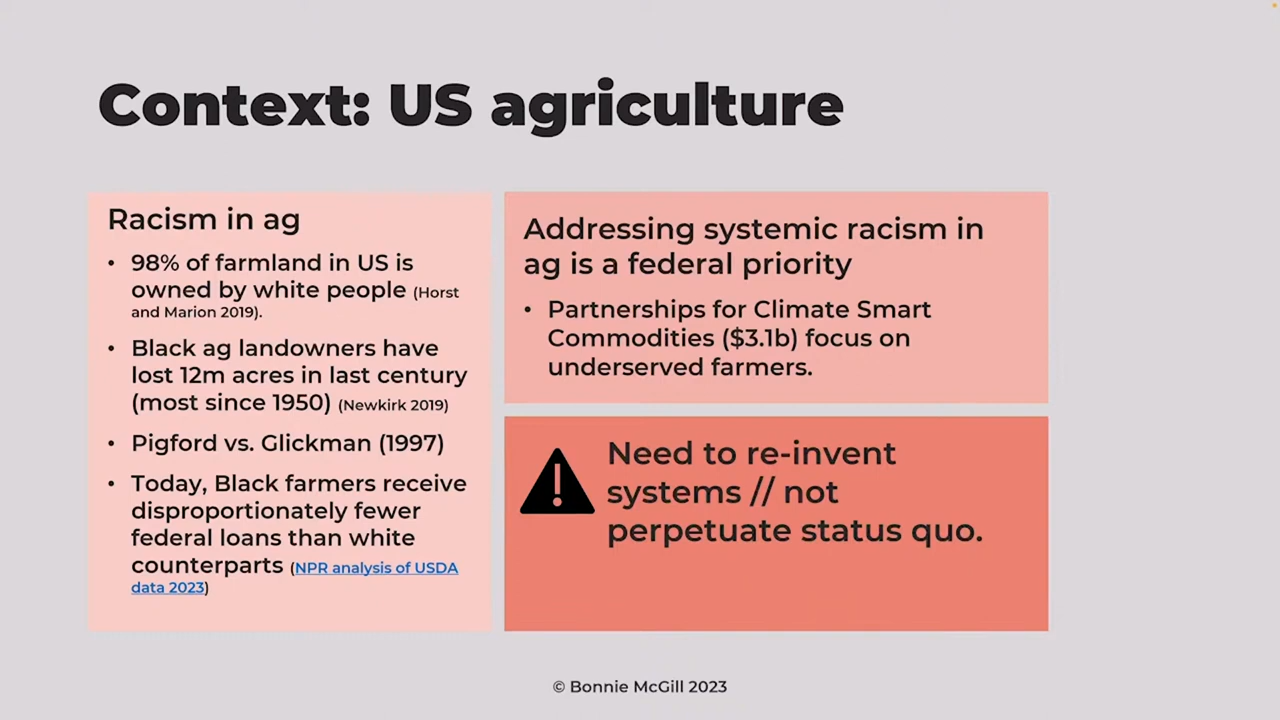 Context: US agriculture
Racism in ag
• 98% of farmland in US is
owned by white people (Horst
and Marion 2019).
• Black ag landowners have
lost 12m acres in last century
(most since 1950) (Newkirk 2019)
• Pigford vs. Glickman (1997)
• Today, Black farmers receive
disproportionately fewer
federal loans than white
counterparts (NPR analysis of USDA
data 2023)
Addressing systemic racism in
ag is a federal priority
• Partnerships for Climate Smart
Commodities ($3.1b) focus on
underserved farmers.
Need to re-invent
systems // not
perpetuate status quo.
© Bonnie McGill 2023